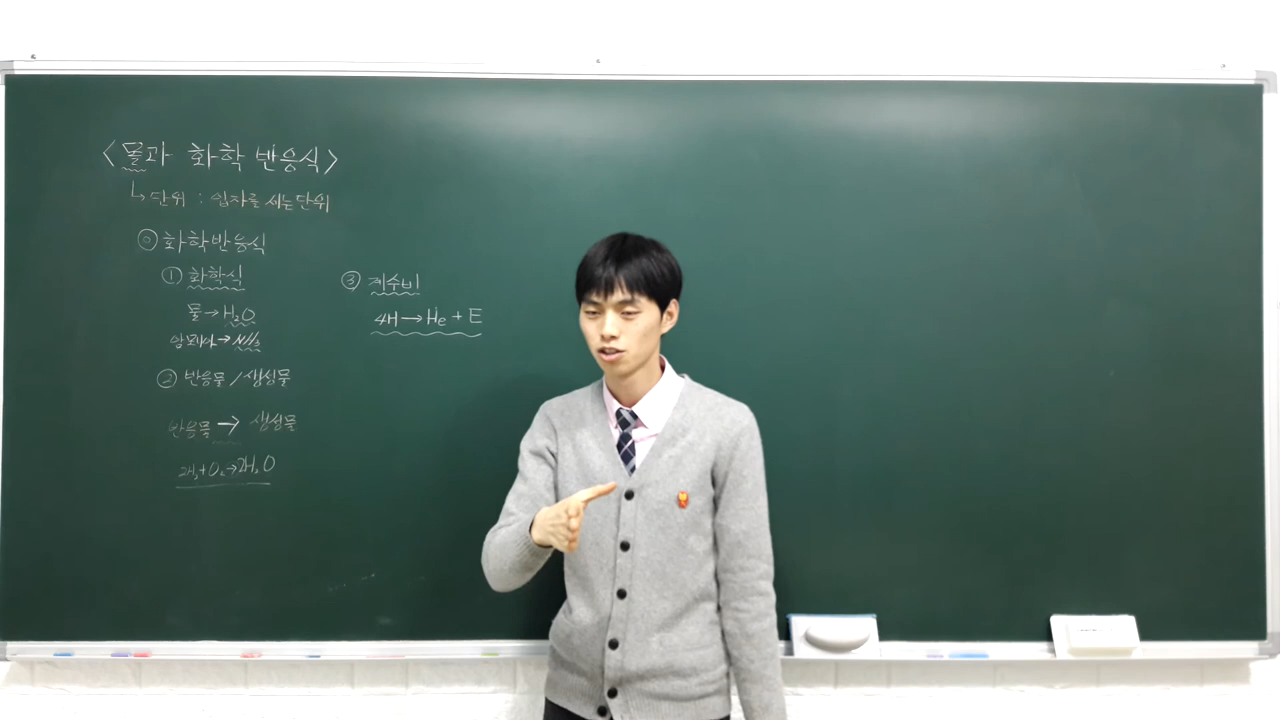 <몰과 화학 반응식>
↳ 단위 : 입자를 세는 단위
⓪ 화학반응식
① 화학식
물 → H₂O
암모니아 → NH₃
② 반응물 / 생성물
반응물 → 생성물
2H₂ + O₂ → 2H₂O
③ 계수비
4H → He + E